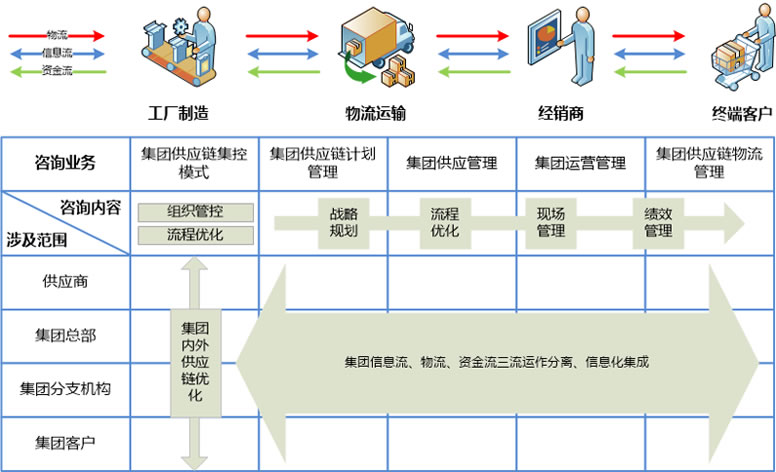 物流
信息流
资金流
工厂制造
物流运输
经销商
终端客户
咨询业务
集团供应链集控
模式
集团供应链计划
管理
集团供应管理
集团运营管理
集团供应链物流
管理
咨询内容
涉及范围
组织管控
流程优化
战略
规划
流程
优化
现场
管理
绩效
管理
供应商
集团总部
集团分支机构
集团客户
集团
内外
供应
链优
化
集团信息流、物流、资金流三流运作分离、信息化集成